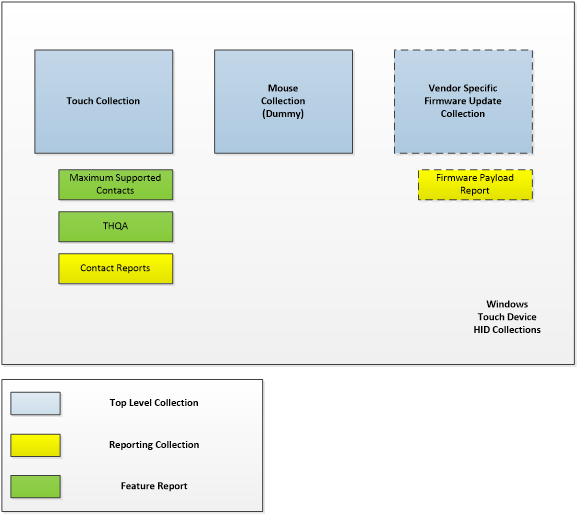 Touch Collection
Mouse
Collection
(Dummy)
Vendor Specific
Firmware Update
Collection
Maximum Supported
Contacts
THQA
Contact Reports
Firmware Payload
Report
Windows
Touch Device
HID Collections
Top Level Collection
Reporting Collection
Feature Report